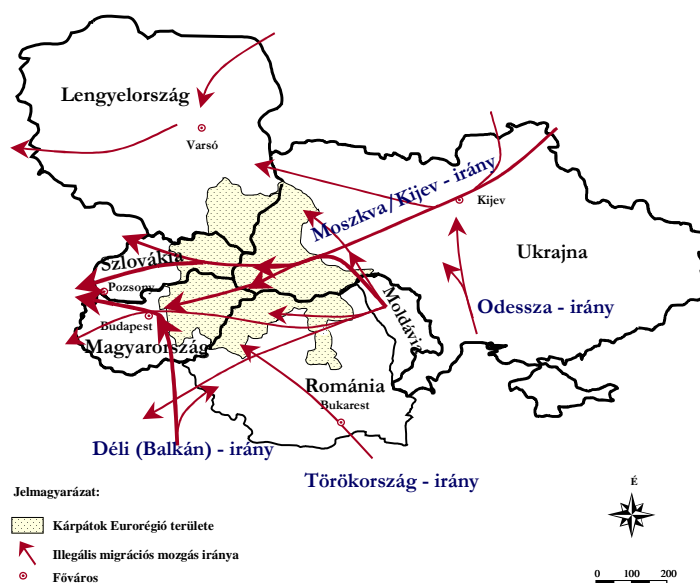 Lengyelország
Varsó
Moszkva/Kijev - irány
Kijev
Ukrajna
Szlovákia
Pozsony
Moldávia
Odessza - irány
Budapest
Magyarország
Románia
Bukarest
Déli (Balkán) - irány
Törökország - irány
Jelmagyarázat:
Kárpátok Eurorégió területe
Illegális migrációs mozgás iránya
Főváros
É
0 100 200